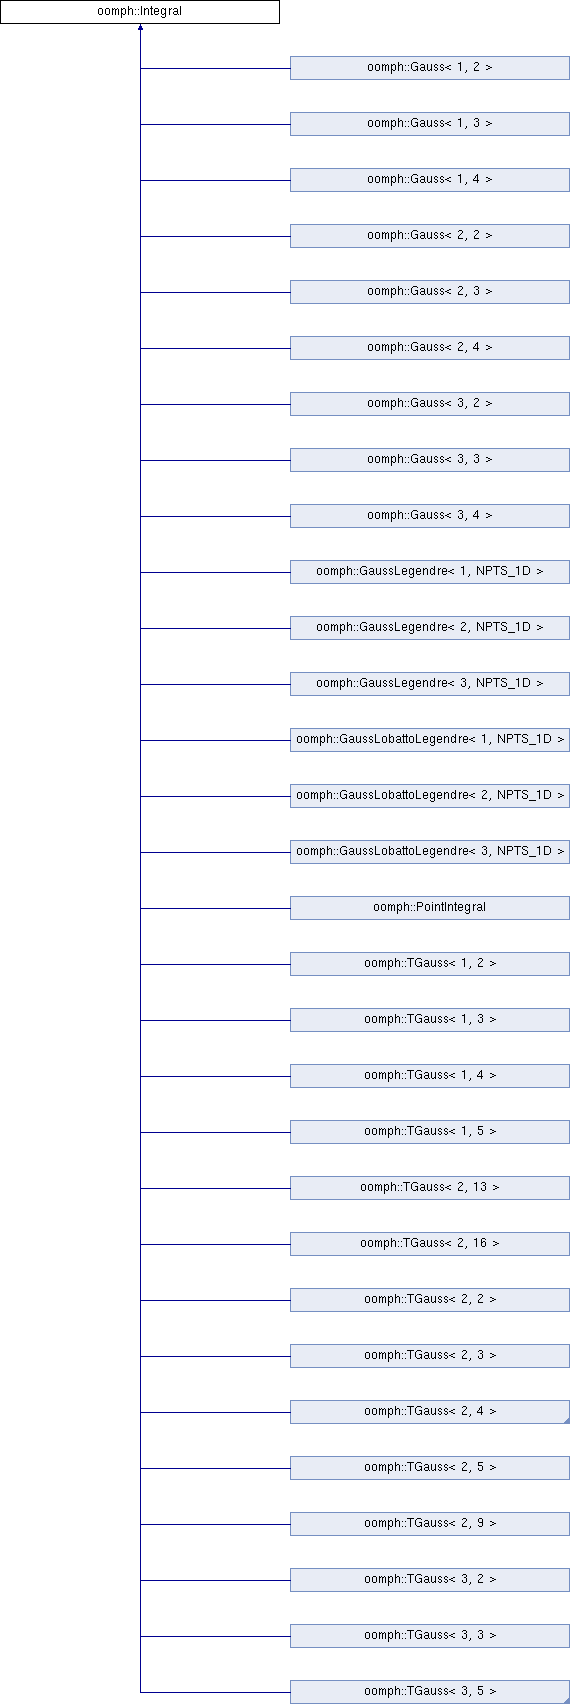 oomph::Integral
oomph::Gauss< 1, 2 >
oomph::Gauss< 1, 3 >
oomph::Gauss< 1, 4 >
oomph::Gauss< 2, 2 >
oomph::Gauss< 2, 3 >
oomph::Gauss< 2, 4 >
oomph::Gauss< 3, 2 >
oomph::Gauss< 3, 3 >
oomph::Gauss< 3, 4 >
oomph::GaussLegendre< 1, NPTS_1D >
oomph::GaussLegendre< 2, NPTS_1D >
oomph::GaussLegendre< 3, NPTS_1D >
oomph::GaussLobattoLegendre< 1, NPTS_1D >
oomph::GaussLobattoLegendre< 2, NPTS_1D >
oomph::GaussLobattoLegendre< 3, NPTS_1D >
oomph::PointIntegral
oomph::TGauss< 1, 2 >
oomph::TGauss< 1, 3 >
oomph::TGauss< 1, 4 >
oomph::TGauss< 1, 5 >
oomph::TGauss< 2, 13 >
oomph::TGauss< 2, 16 >
oomph::TGauss< 2, 2 >
oomph::TGauss< 2, 3 >
oomph::TGauss< 2, 4 >
oomph::TGauss< 2, 5 >
oomph::TGauss< 2, 9 >
oomph::TGauss< 3, 2 >
oomph::TGauss< 3, 3 >
oomph::TGauss< 3, 5 >